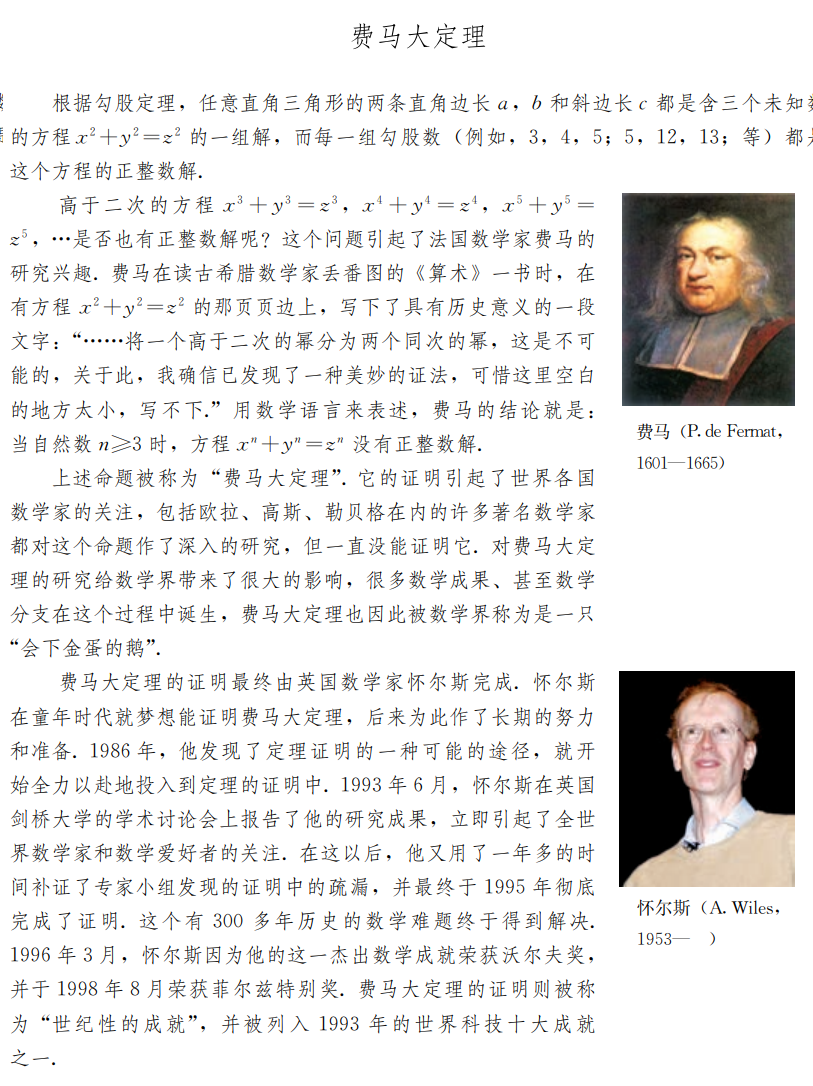 费马大定理
根据勾股定理，任意直角三角形的两条直角边长 a，b 和斜边长 c 都是含三个未知数
的方程 x²＋y²＝z² 的一组解，而每一组勾股数（例如，3，4，5；5，12，13；等）都是
这个方程的正整数解．
高于二次的方程 x³＋y³＝z³，x⁴＋y⁴＝z⁴，x⁵＋y⁵＝
z⁵，…是否也有正整数解呢？这个问题引起了法国数学家费马的
研究兴趣．费马在读古希腊数学家丢番图的《算术》一书时，在
有方程 x²＋y²＝z² 的那页页边上，写下了具有历史意义的一段
文字：“……将一个高于二次的幂分为两个同次的幂，这是不可
能的，关于此，我确信已发现了一种美妙的证法，可惜这里空白
的地方太小，写不下．”用数学语言来表述，费马的结论就是：
当自然数 n≥3 时，方程 xⁿ＋yⁿ＝zⁿ 没有正整数解．
费马（P. de Fermat，
1601—1665）
上述命题被称为“费马大定理”．它的证明引起了世界各国
数学家的关注，包括欧拉、高斯、勒贝格在内的许多著名数学家
都对这个命题作了深入的研究，但一直没能证明它．对费马大定
理的研究给数学界带来了很大的影响，很多数学成果、甚至数学
分支在这个过程中诞生，费马大定理也因此被数学界称为是一只
“会下金蛋的鹅”．
费马大定理的证明最终由英国数学家怀尔斯完成．怀尔斯
在童年时代就梦想能证明费马大定理，后来为此作了长期的努力
和准备．1986 年，他发现了定理证明的一种可能的途径，就开
始全力以赴地投入到定理的证明中．1993 年 6 月，怀尔斯在英国
剑桥大学的学术讨论会上报告了他的研究成果，立即引起了全世
界数学家和数学爱好者的关注．在这以后，他又用了一年多的时
间补证了专家小组发现的证明中的疏漏，并最终于 1995 年彻底
完成了证明．这个有 300 多年历史的数学难题终于得到解决．
1996 年 3 月，怀尔斯因为他的这一杰出数学成就荣获沃尔夫奖，
并于 1998 年 8 月荣获菲尔兹特别奖．费马大定理的证明则被称
为“世纪性的成就”，并被列入 1993 年的世界科技十大成就
之一．
怀尔斯（A. Wiles，
1953— ）